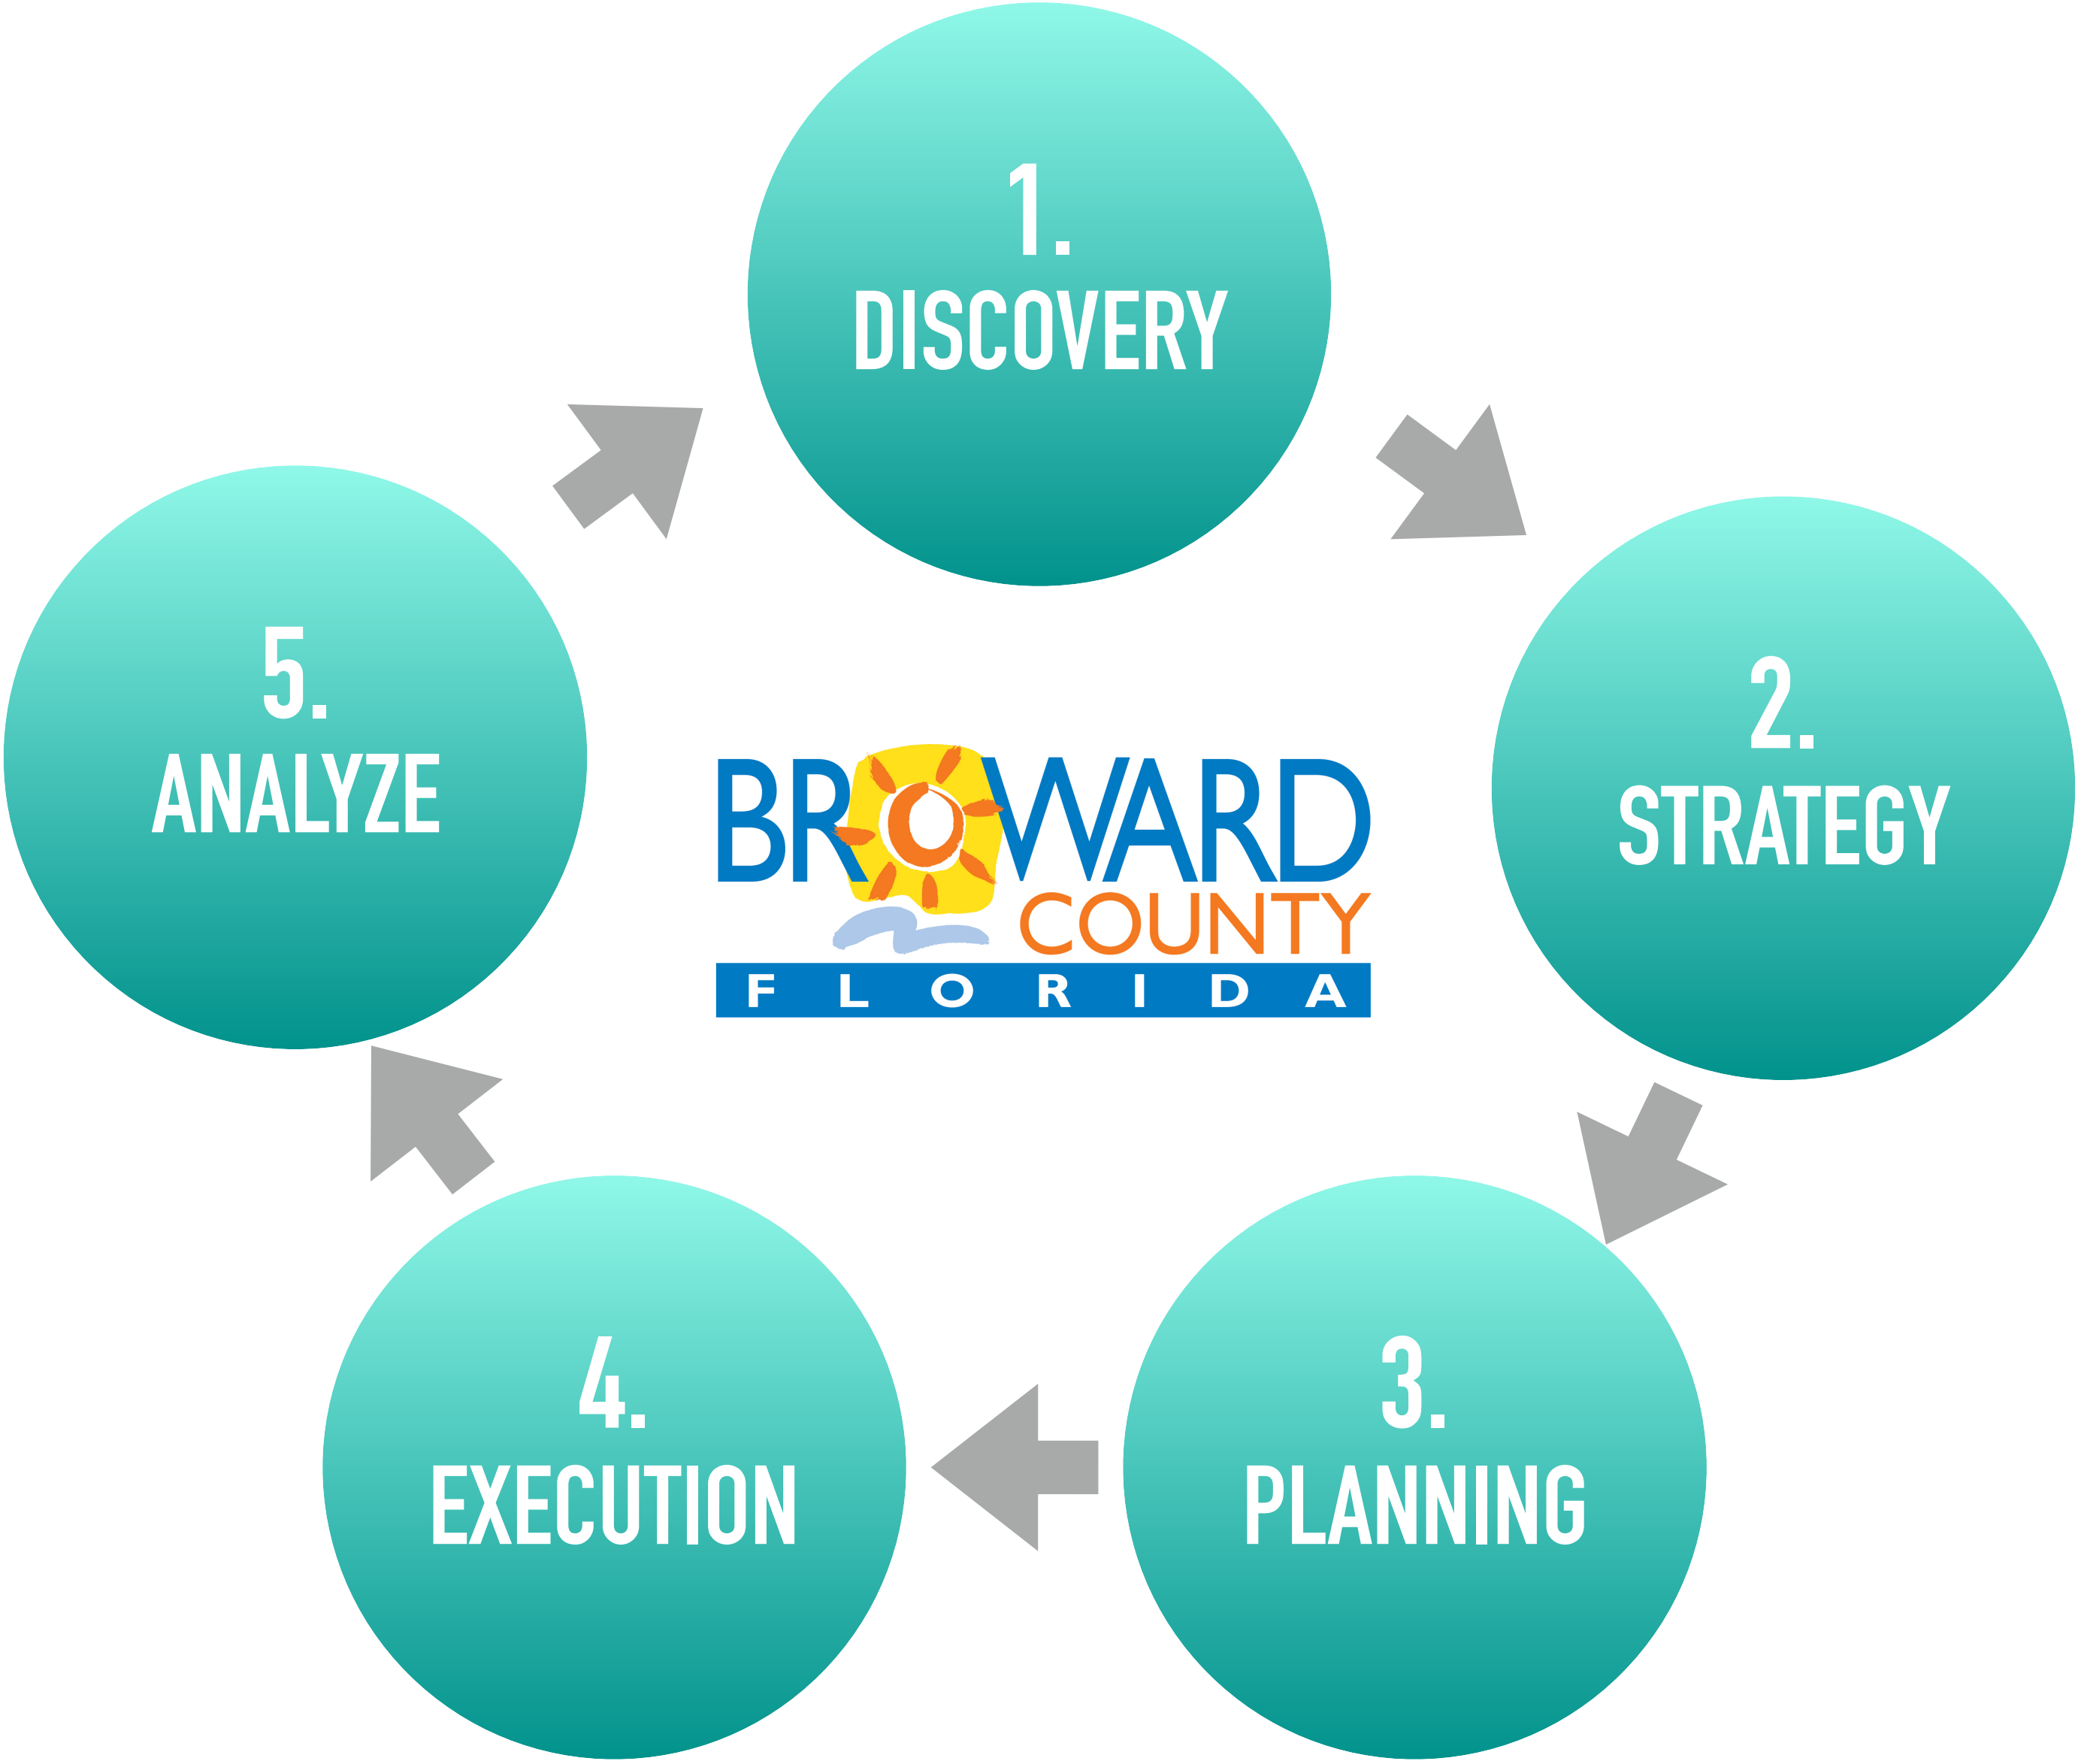 1.
DISCOVERY
2.
STRATEGY
3.
PLANNING
4.
EXECUTION
5.
ANALYZE
BROWARD
COUNTY
FLORIDA